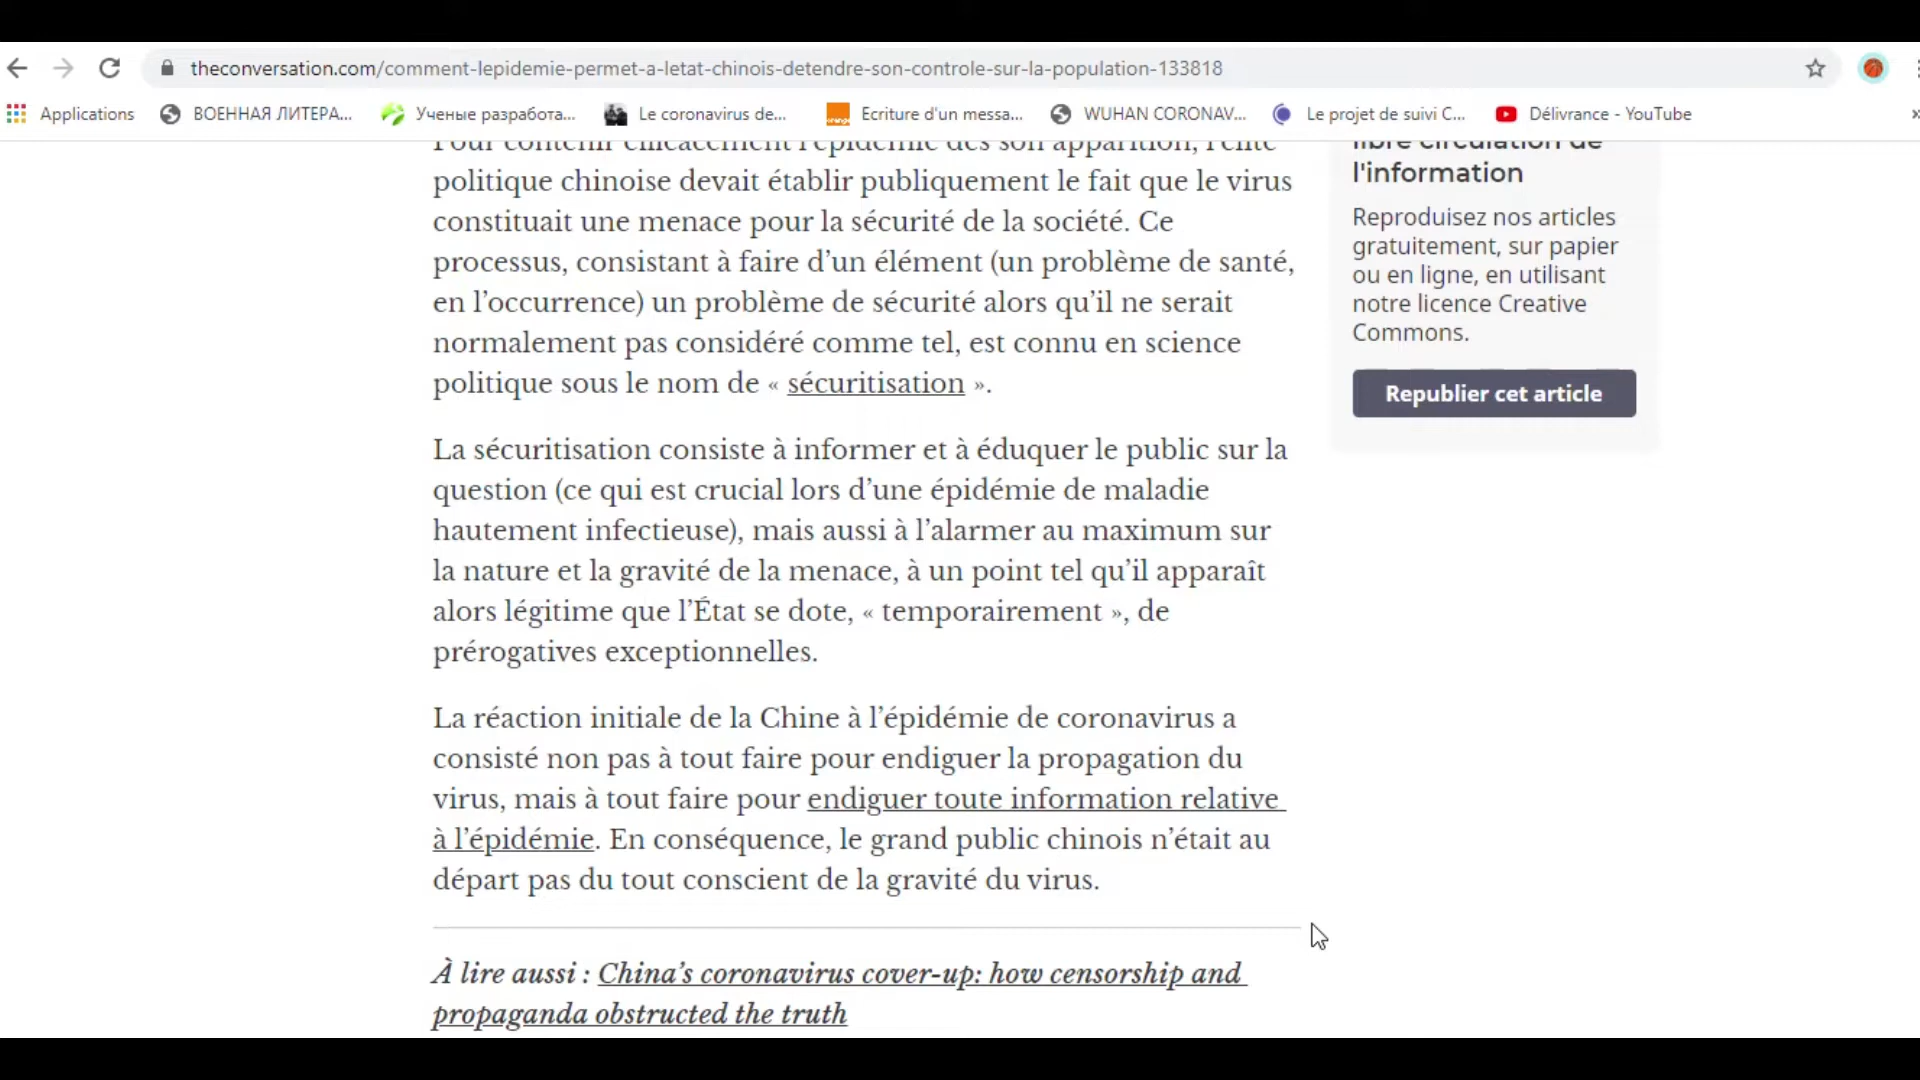 theconversation.com/comment-lepidemie-permet-a-letat-chinois-detendre-son-controle-sur-la-population-133818
Applications ВОЕННАЯ ЛИТЕРА... Ученые разработа... Le coronavirus de... Ecriture d'un messa... WUHAN CORONAV... Le projet de suivi C... Délivrance - YouTube »
Pour contenir efficacement l’épidémie dès son apparition, l’élite
politique chinoise devait établir publiquement le fait que le virus
constituait une menace pour la sécurité de la société. Ce
processus, consistant à faire d’un élément (un problème de santé,
en l’occurrence) un problème de sécurité alors qu’il ne serait
normalement pas considéré comme tel, est connu en science
politique sous le nom de « sécuritisation ».
La sécuritisation consiste à informer et à éduquer le public sur la
question (ce qui est crucial lors d’une épidémie de maladie
hautement infectieuse), mais aussi à l’alarmer au maximum sur
la nature et la gravité de la menace, à un point tel qu’il apparaît
alors légitime que l’État se dote, « temporairement », de
prérogatives exceptionnelles.
La réaction initiale de la Chine à l’épidémie de coronavirus a
consisté non pas à tout faire pour endiguer la propagation du
virus, mais à tout faire pour endiguer toute information relative
à l’épidémie. En conséquence, le grand public chinois n’était au
départ pas du tout conscient de la gravité du virus.
À lire aussi : China’s coronavirus cover-up: how censorship and
propaganda obstructed the truth
libre circulation de
l'information
Reproduisez nos articles
gratuitement, sur papier
ou en ligne, en utilisant
notre licence Creative
Commons.
Republier cet article